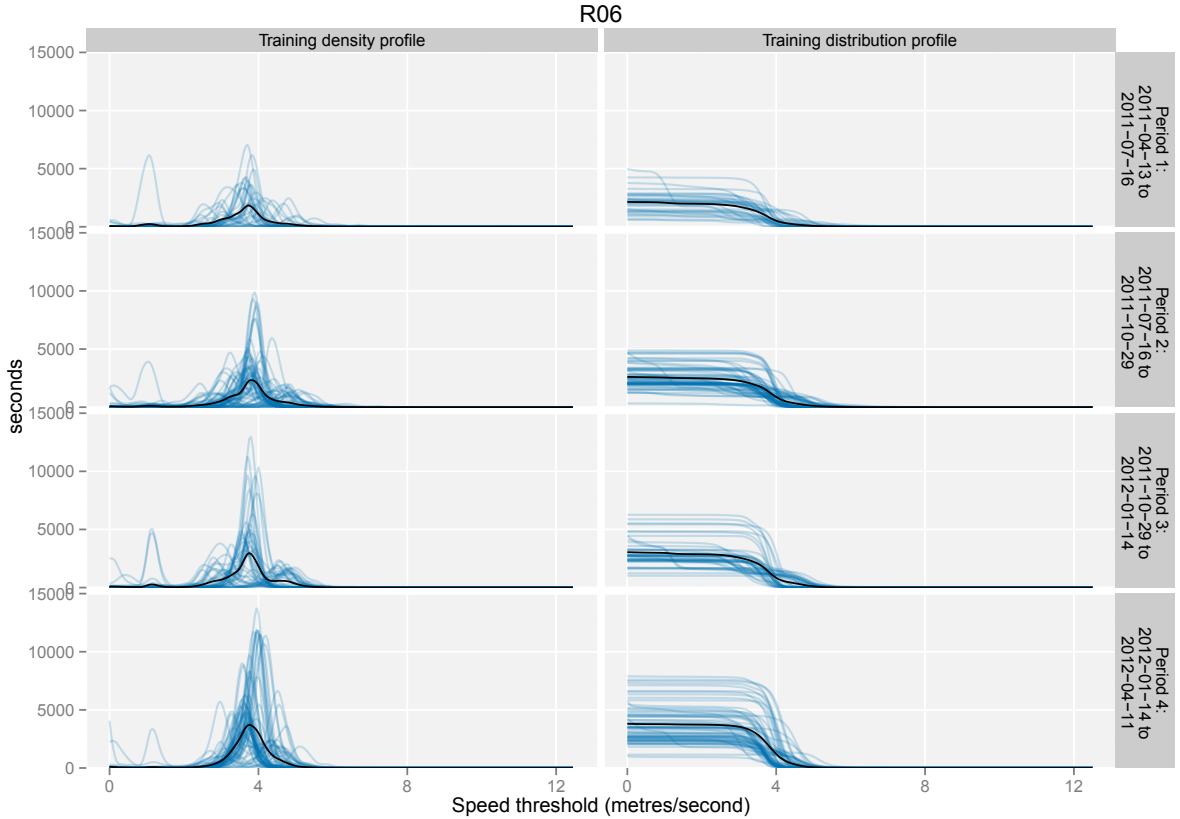 R06
Training density profile
Training distribution profile
15000
10000
5000
0
Period 1:
2011−04−13 to
2011−07−16
15000
10000
5000
0
Period 2:
2011−07−16 to
2011−10−29
15000
10000
5000
0
Period 3:
2011−10−29 to
2012−01−14
15000
10000
5000
0
Period 4:
2012−01−14 to
2012−04−11
seconds
0 4 8 12
0 4 8 12
Speed threshold (metres/second)